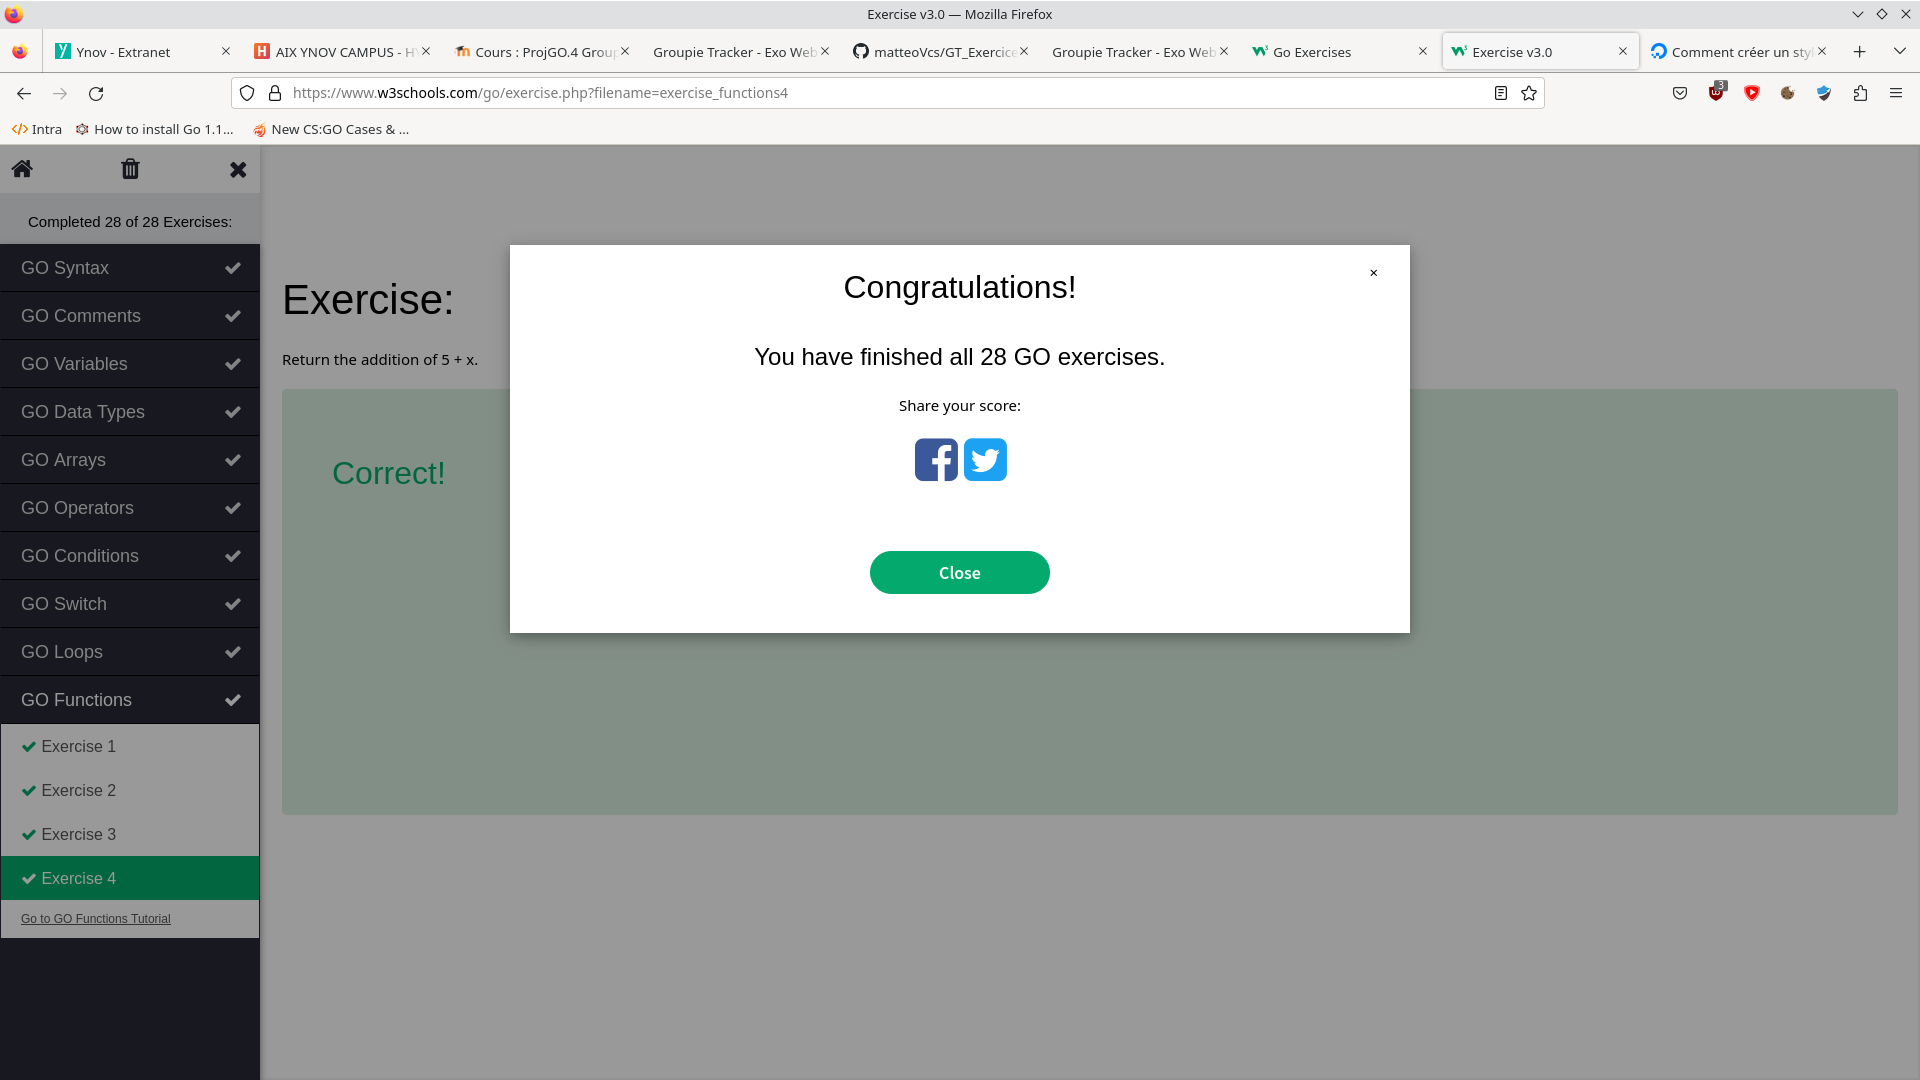 Exercise v3.0 — Mozilla Firefox
Ynov - Extranet
AIX YNOV CAMPUS - H
Cours : ProjGO.4 Group
Groupie Tracker - Exo Web
matteoVcs/GT_Exercice
Groupie Tracker - Exo Web
Go Exercises
Exercise v3.0
Comment créer un styl
https://www.w3schools.com/go/exercise.php?filename=exercise_functions4
3
Intra
How to install Go 1.1...
New CS:GO Cases & ...
Completed 28 of 28 Exercises:
GO Syntax
GO Comments
GO Variables
GO Data Types
GO Arrays
GO Operators
GO Conditions
GO Switch
GO Loops
GO Functions
Exercise 1
Exercise 2
Exercise 3
Exercise 4
Go to GO Functions Tutorial
Exercise:
Return the addition of 5 + x.
Correct!
Congratulations!
×
You have finished all 28 GO exercises.
Share your score:
Close